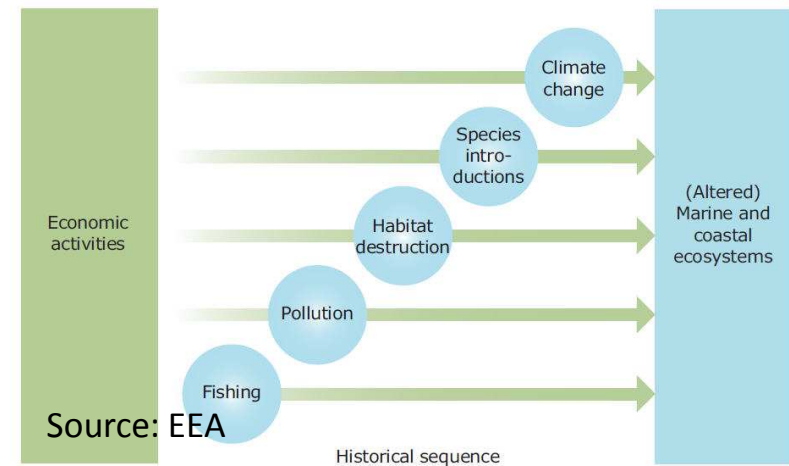 Climate
change
Species
intro-
ductions
(Altered)
Marine and
coastal
ecosystems
Economic
activities
Habitat
destruction
Pollution
Fishing
Source: EEA
Historical sequence